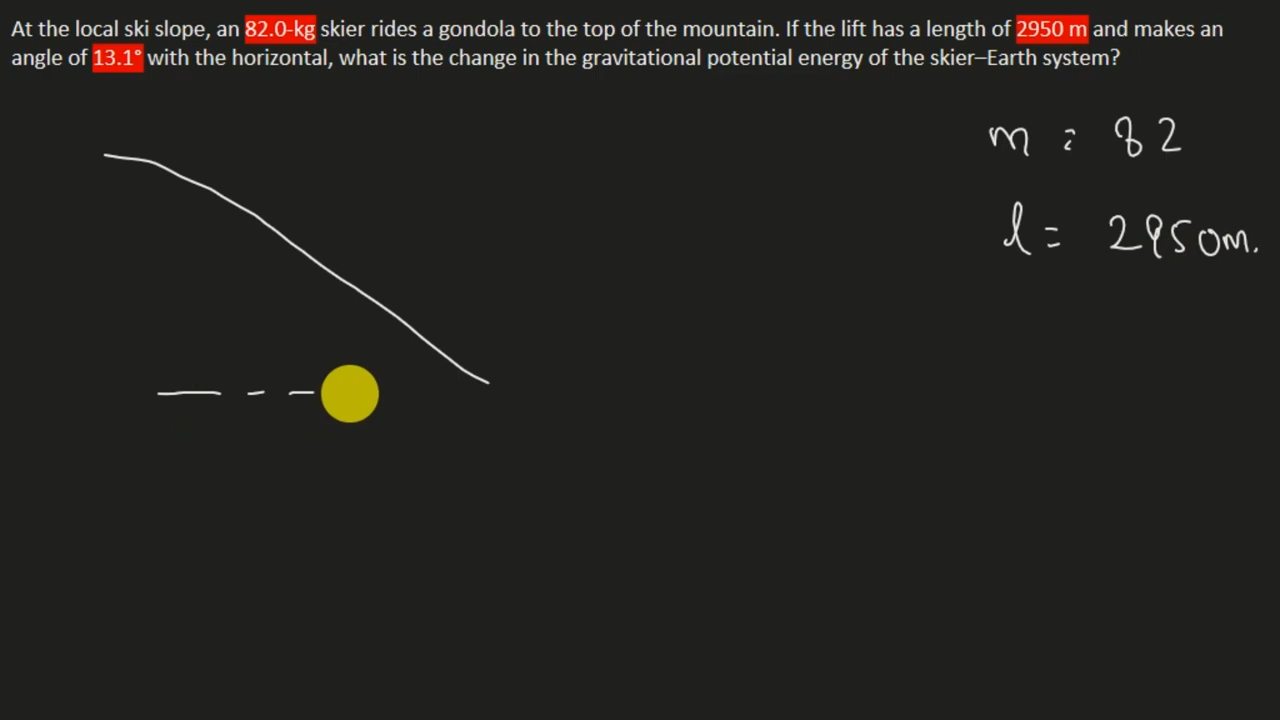 At the local ski slope, an 82.0-kg skier rides a gondola to the top of the mountain. If the lift has a length of 2950 m and makes an
angle of 13.1° with the horizontal, what is the change in the gravitational potential energy of the skier–Earth system?
m : 82
l = 2950m.